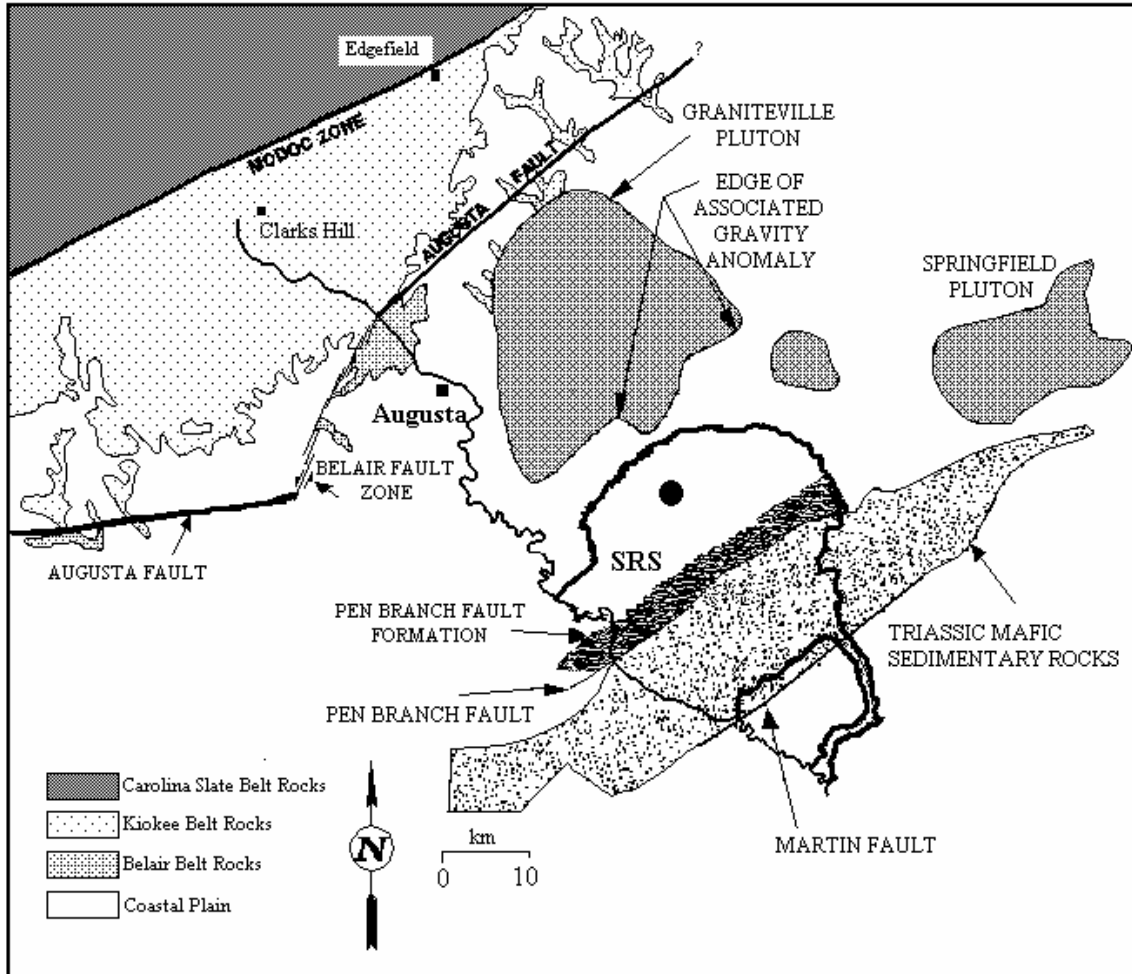 Edgefield
?
MODOC ZONE
GRANITEVILLE
PLUTON
AUGUSTA FAULT
EDGE OF
ASSOCIATED
GRAVITY
ANOMALY
Clarks Hill
SPRINGFIELD
PLUTON
Augusta
BELAIR FAULT
ZONE
AUGUSTA FAULT
SRS
PEN BRANCH FAULT
FORMATION
TRIASSIC MAFIC
SEDIMENTARY ROCKS
PEN BRANCH FAULT
MARTIN FAULT
Carolina Slate Belt Rocks
Kiokee Belt Rocks
Belair Belt Rocks
Coastal Plain
N
km
0 10